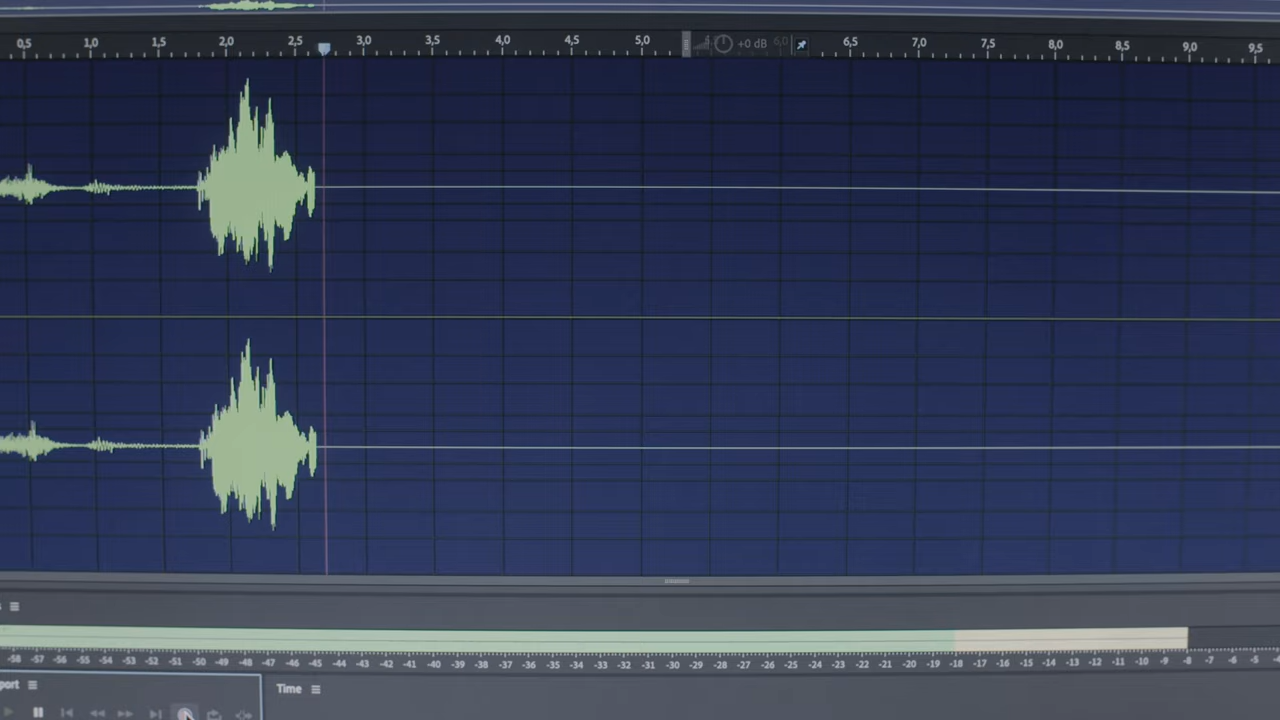 0,5 1,0 1,5 2,0 2,5 3,0 3,5 4,0 4,5 5,0 +0 dB 6,0 6,5 7,0 7,5 8,0 8,5 9,0 9,5
-58 -57 -56 -54 -53 -52 -51 -50 -49 -48 -47 -46 -45 -44 -43 -42 -41 -40 -39 -38 -37 -36 -35 -34 -33 -32 -31 -30 -29 -28 -27 -26 -25 -24 -23 -22 -21 -20 -19 -18 -17 -16 -15 -14 -13 -12 -11 -10 -9 -8 -7 -6 -5
port Time